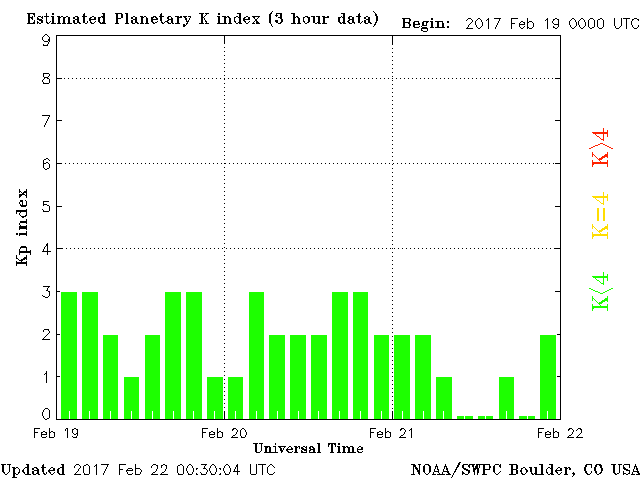 Estimated Planetary K index (3 hour data)
Begin: 2017 Feb 19 0000 UTC
9
8
7
6
5
4
3
2
1
0
Kp index
K>4
K=4
K<4
Feb 19
Feb 20
Feb 21
Feb 22
Universal Time
Updated 2017 Feb 22 00:30:04 UTC
NOAA/SWPC Boulder, CO USA